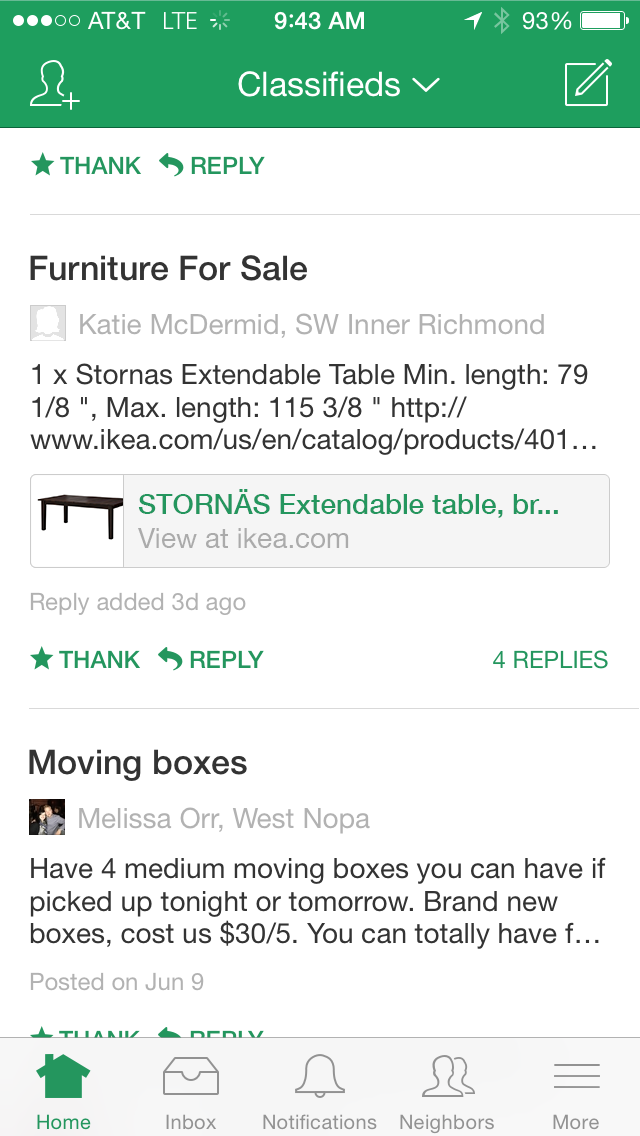 AT&T LTE 9:43 AM 93%
Classifieds
THANK REPLY
Furniture For Sale
Katie McDermid, SW Inner Richmond
1 x Stornas Extendable Table Min. length: 79
1/8 ", Max. length: 115 3/8 " http://
www.ikea.com/us/en/catalog/products/401...
STORNÄS Extendable table, br...
View at ikea.com
Reply added 3d ago
THANK REPLY 4 REPLIES
Moving boxes
Melissa Orr, West Nopa
Have 4 medium moving boxes you can have if
picked up tonight or tomorrow. Brand new
boxes, cost us $30/5. You can totally have f...
Posted on Jun 9
THANK REPLY
Home Inbox Notifications Neighbors More